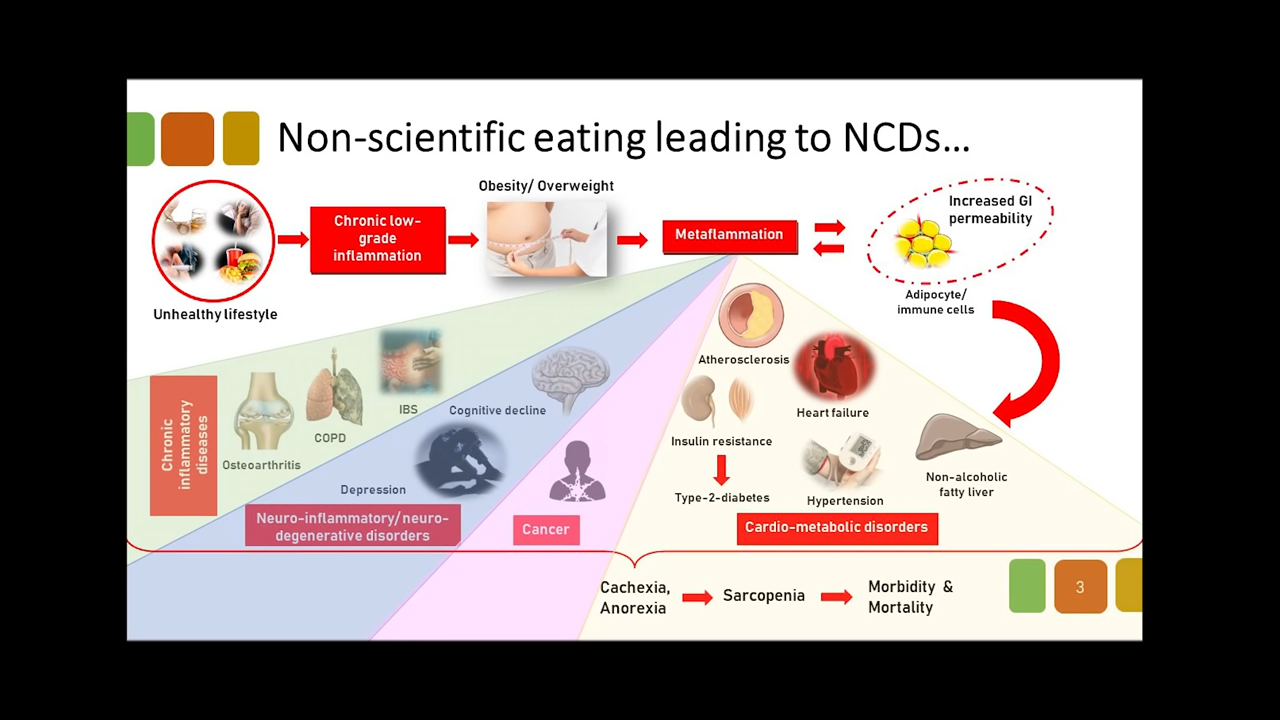 Non-scientific eating leading to NCDs...
Obesity/ Overweight
Increased GI
permeability
Chronic low-
grade
inflammation
Metaflammation
Unhealthy lifestyle
Adipocyte/
immune cells
Chronic
inflammatory
diseases
Osteoarthritis
COPD
IBS
Cognitive decline
Depression
Neuro-inflammatory/neuro-
degenerative disorders
Cancer
Atherosclerosis
Heart failure
Insulin resistance
Type-2-diabetes
Hypertension
Non-alcoholic
fatty liver
Cardio-metabolic disorders
Cachexia,
Anorexia
Sarcopenia
Morbidity &
Mortality
3